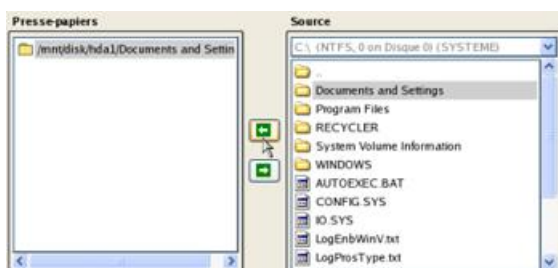 Presse-papiers
/mnt/disk/hda1/Documents and Settin
Source
C:\ (NTFS, 0 on Disque 0) (SYSTEME)
..
Documents and Settings
Program Files
RECYCLER
System Volume Information
WINDOWS
AUTOEXEC.BAT
CONFIG.SYS
IO.SYS
LogEnbWinV.txt
LogProsType.txt